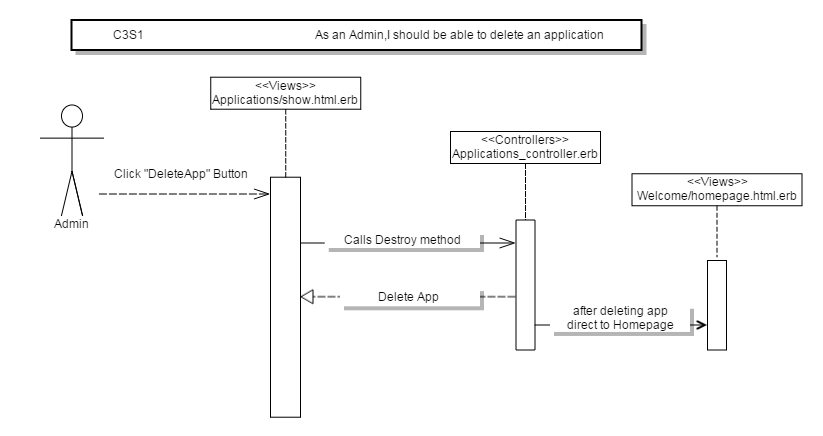 C3S1 As an Admin,I should be able to delete an application
<<Views>>
Applications/show.html.erb
<<Controllers>>
Applications_controller.erb
<<Views>>
Welcome/homepage.html.erb
Click "DeleteApp" Button
Admin
Calls Destroy method
Delete App
after deleting app
direct to Homepage